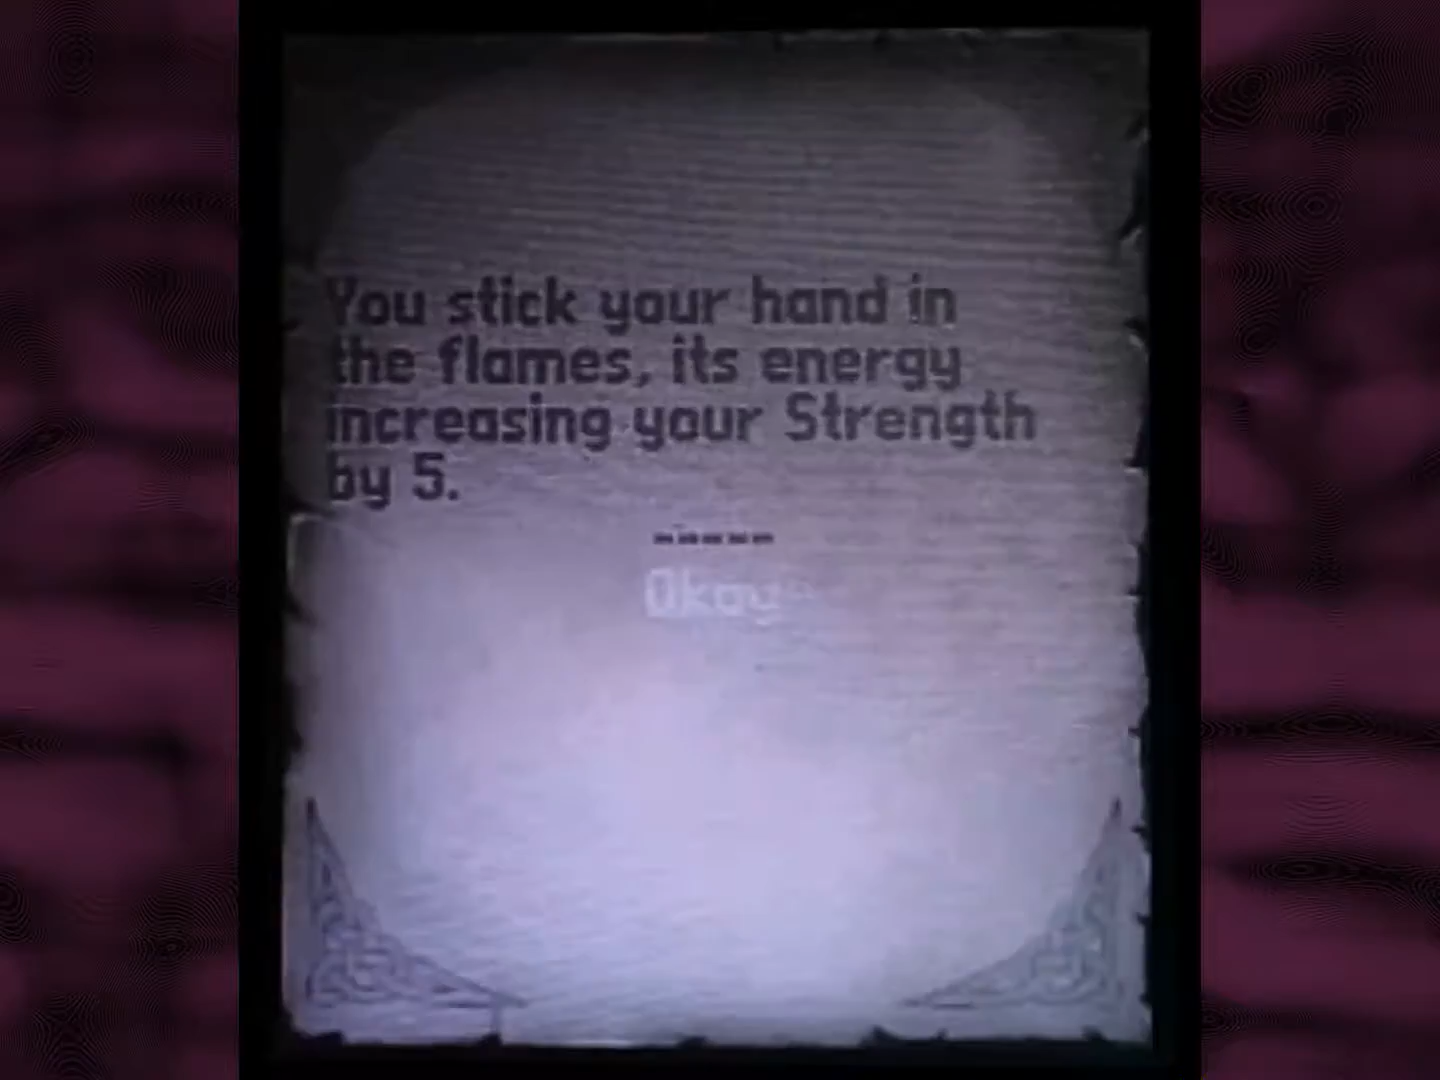 You stick your hand in
the flames, its energy
increasing your Strength
by 5.
-----
Okay